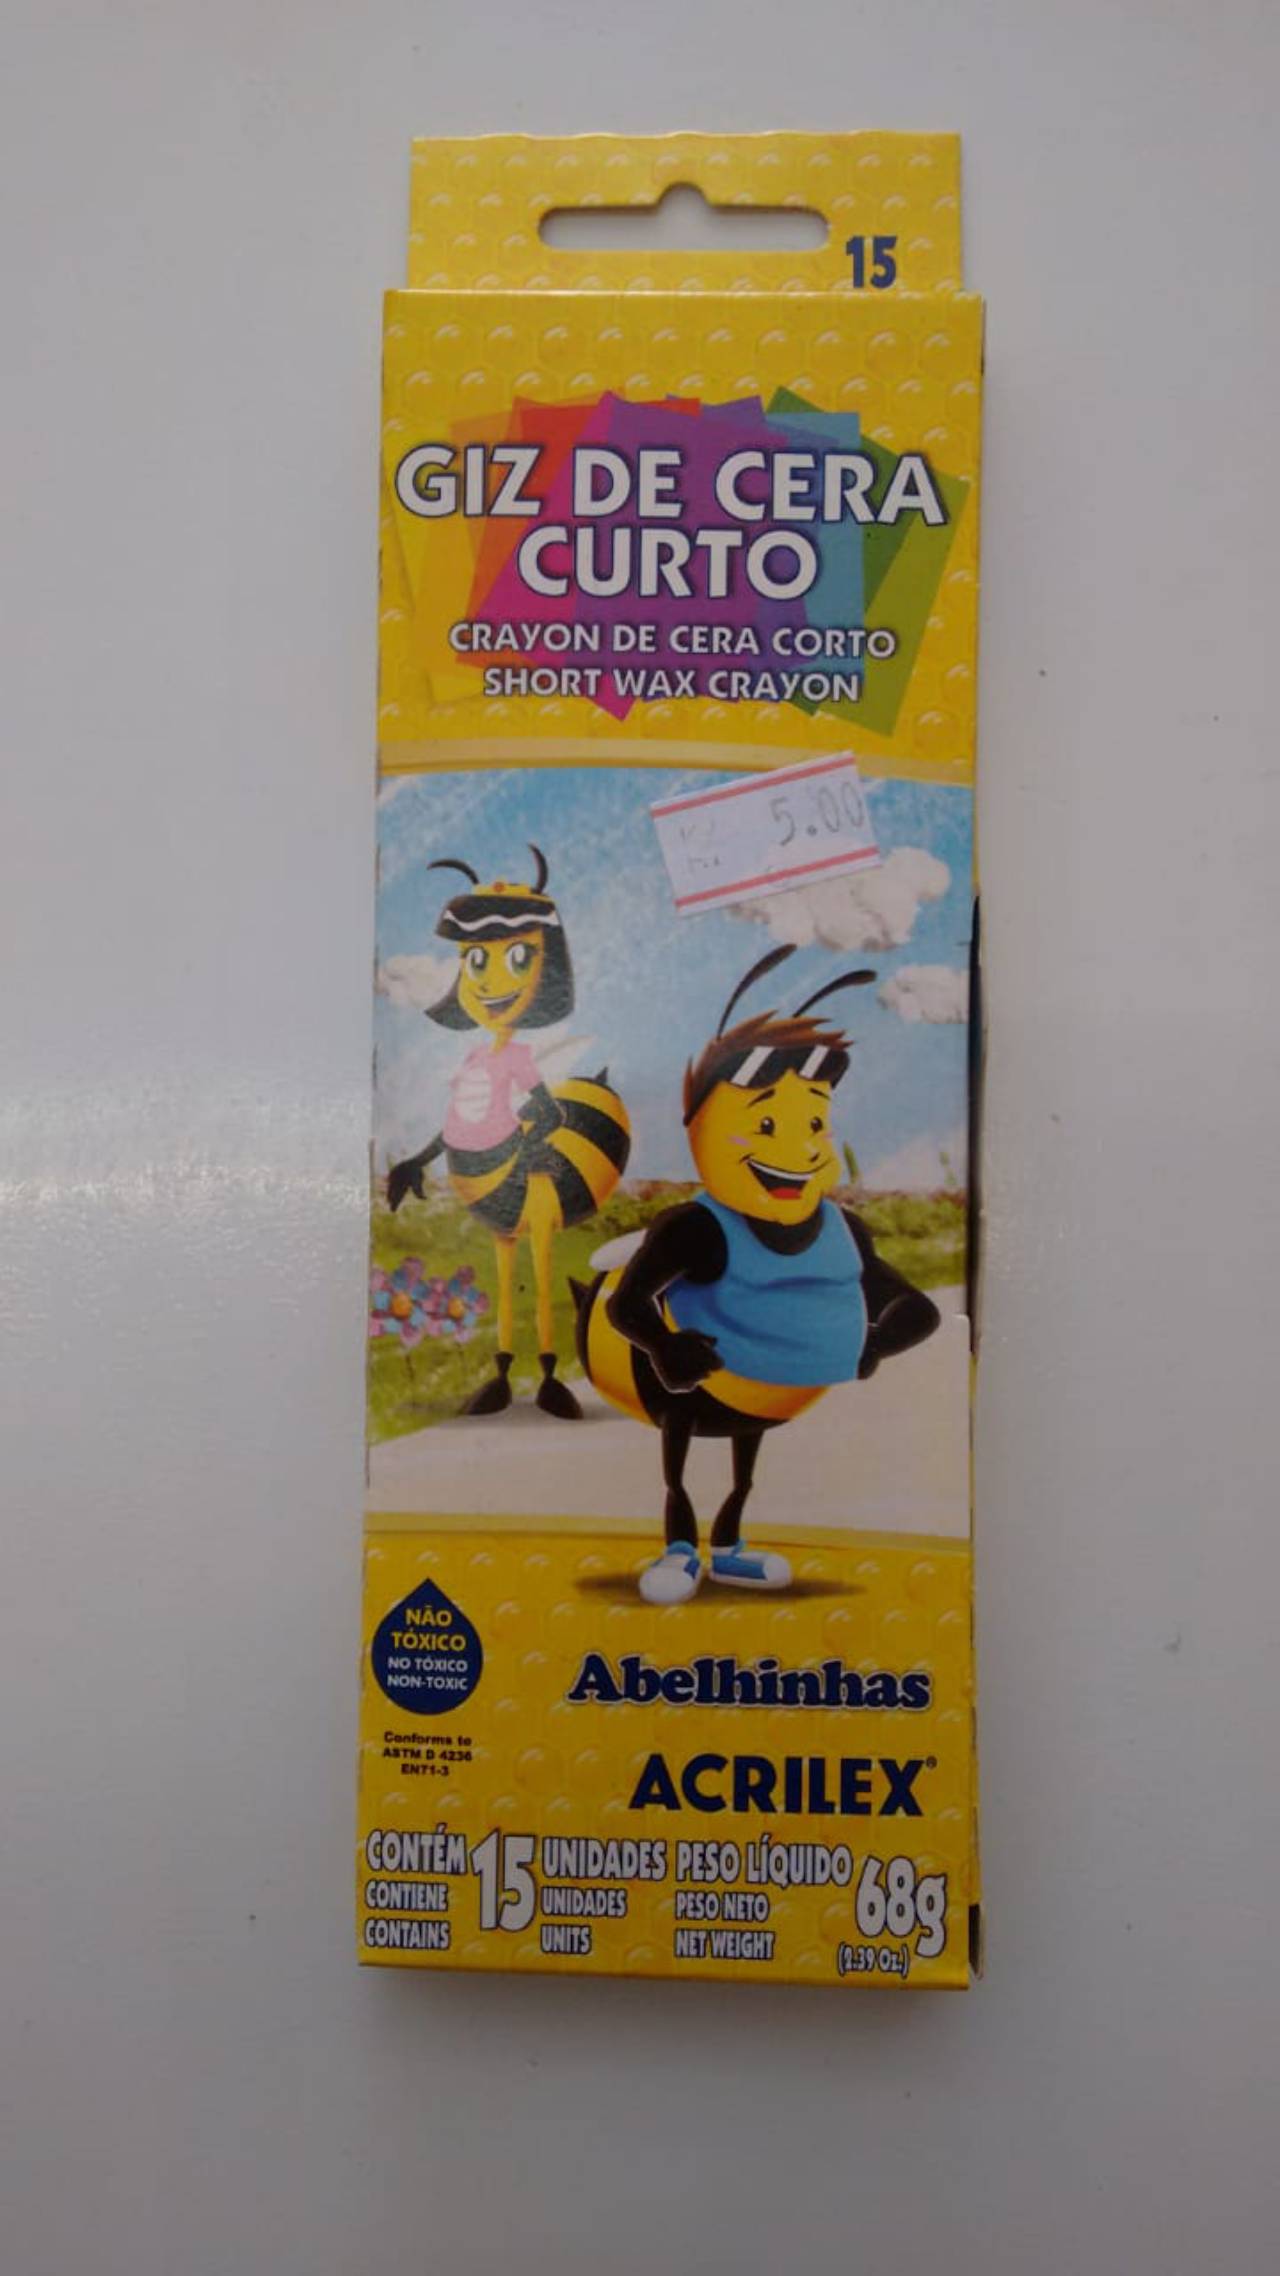 15
GIZ DE CERA
CURTO
CRAYON DE CERA CORTO
SHORT WAX CRAYON
5.00
NÃO
TÓXICO
NO TÓXICO
NON-TOXIC
Conforms to
ASTM D 4236
EN71-3
Abelhinhas
ACRILEX®
CONTÉM 15 UNIDADES PESO LÍQUIDO 68g
CONTIENE UNIDADES PESO NETO
CONTAINS UNITS NET WEIGHT (2.39 Oz.)